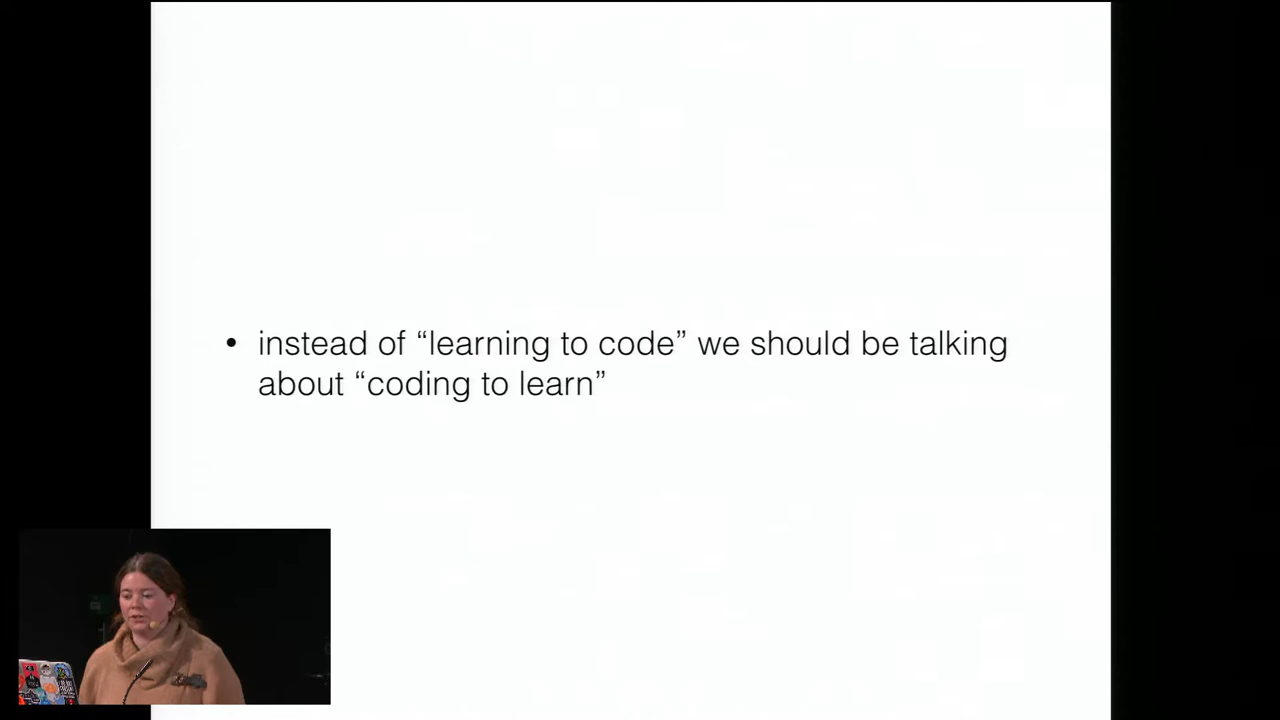 • instead of “learning to code” we should be talking
about “coding to learn”